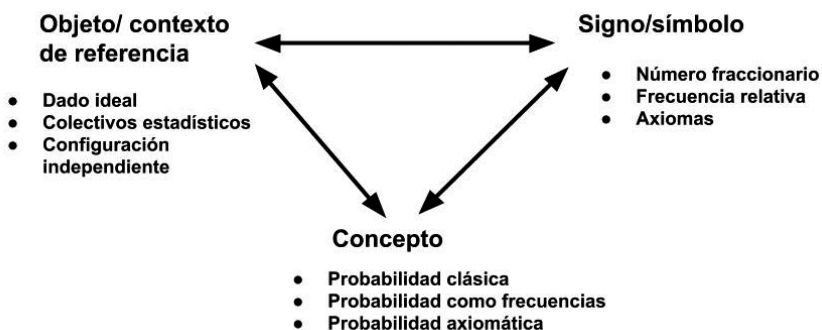 Objeto/ contexto
de referencia
● Dado ideal
● Colectivos estadísticos
● Configuración
independiente
Signo/símbolo
● Número fraccionario
● Frecuencia relativa
● Axiomas
Concepto
● Probabilidad clásica
● Probabilidad como frecuencias
● Probabilidad axiomática